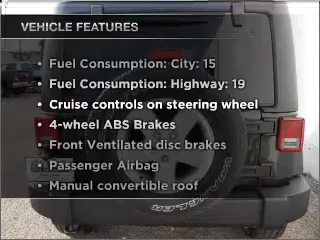 VEHICLE FEATURES
• Fuel Consumption: City: 15
• Fuel Consumption: Highway: 19
• Cruise controls on steering wheel
• 4-wheel ABS Brakes
• Front Ventilated disc brakes
• Passenger Airbag
• Manual convertible roof
WRANGLER